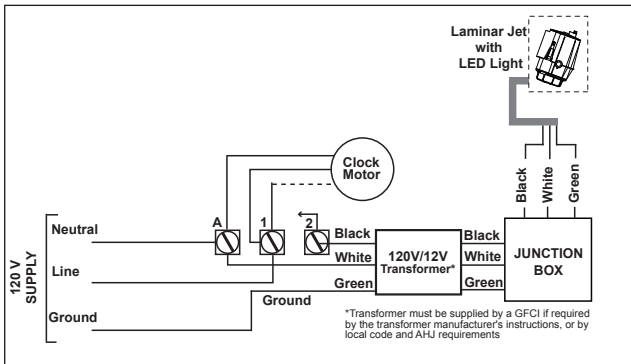 Laminar Jet
with
LED Light
Clock
Motor
Black
White
Green
A
1
2
120 V
SUPPLY
Neutral
Line
Ground
Ground
Black
White
Green
120V/12V
Transformer*
Black
White
Green
JUNCTION
BOX
*Transformer must be supplied by a GFCI if required
by the transformer manufacturer's instructions, or by
local code and AHJ requirements